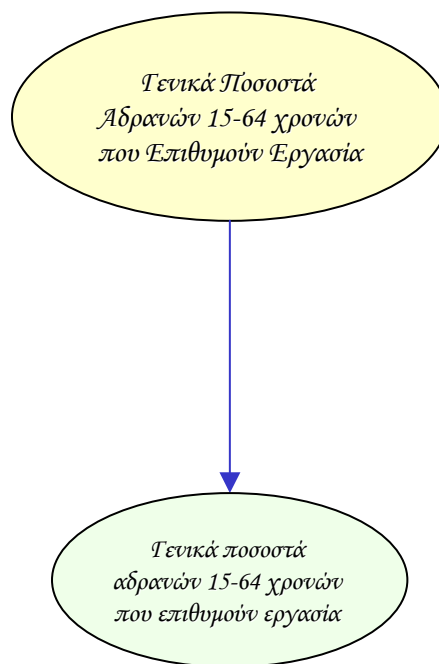 Γενικά Ποσοστά
Αδρανών 15-64 χρονών
που Επιθυμούν Εργασία
Γενικά ποσοστά
αδρανών 15-64 χρονών
που επιθυμούν εργασία